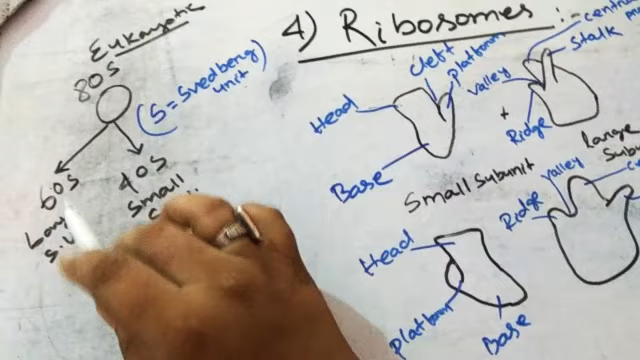 4) Ribosomes :-
Eukaryotic
80S
(S = Svedberg
unit)
60S
40S
Small
Head
Cleft
Platform
Base
Valley
Stalk
Ridge
+
Small Subunit
Large
Head
Platform
Base
Ridge
Valley